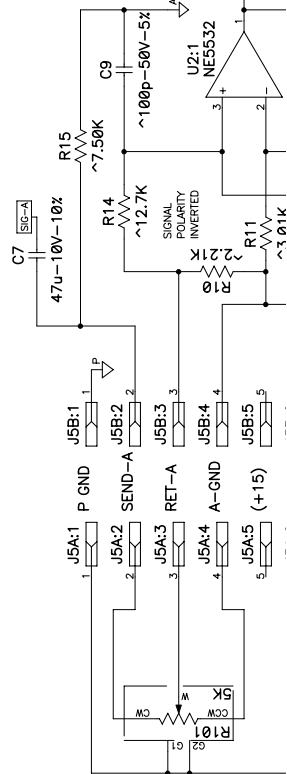 A
1
U2:1
NE5532
+
-
3
2
C9
^100p-50V-5%
R15
^7.50K
R14
^12.7K
SIGNAL
POLARITY
INVERTED
R11
^3.01K
SIG-A
C7
47u-10V-10%
^2.21K
R10
P
1
2
3
4
5
J5B:1
J5B:2
J5B:3
J5B:4
J5B:5
P GND
SEND-A
RET-A
A-GND
(+15)
J5A:1
J5A:2
J5A:3
J5A:4
J5A:5
1
2
3
4
5
5K
W
CW
CCW
R101
G1
G2